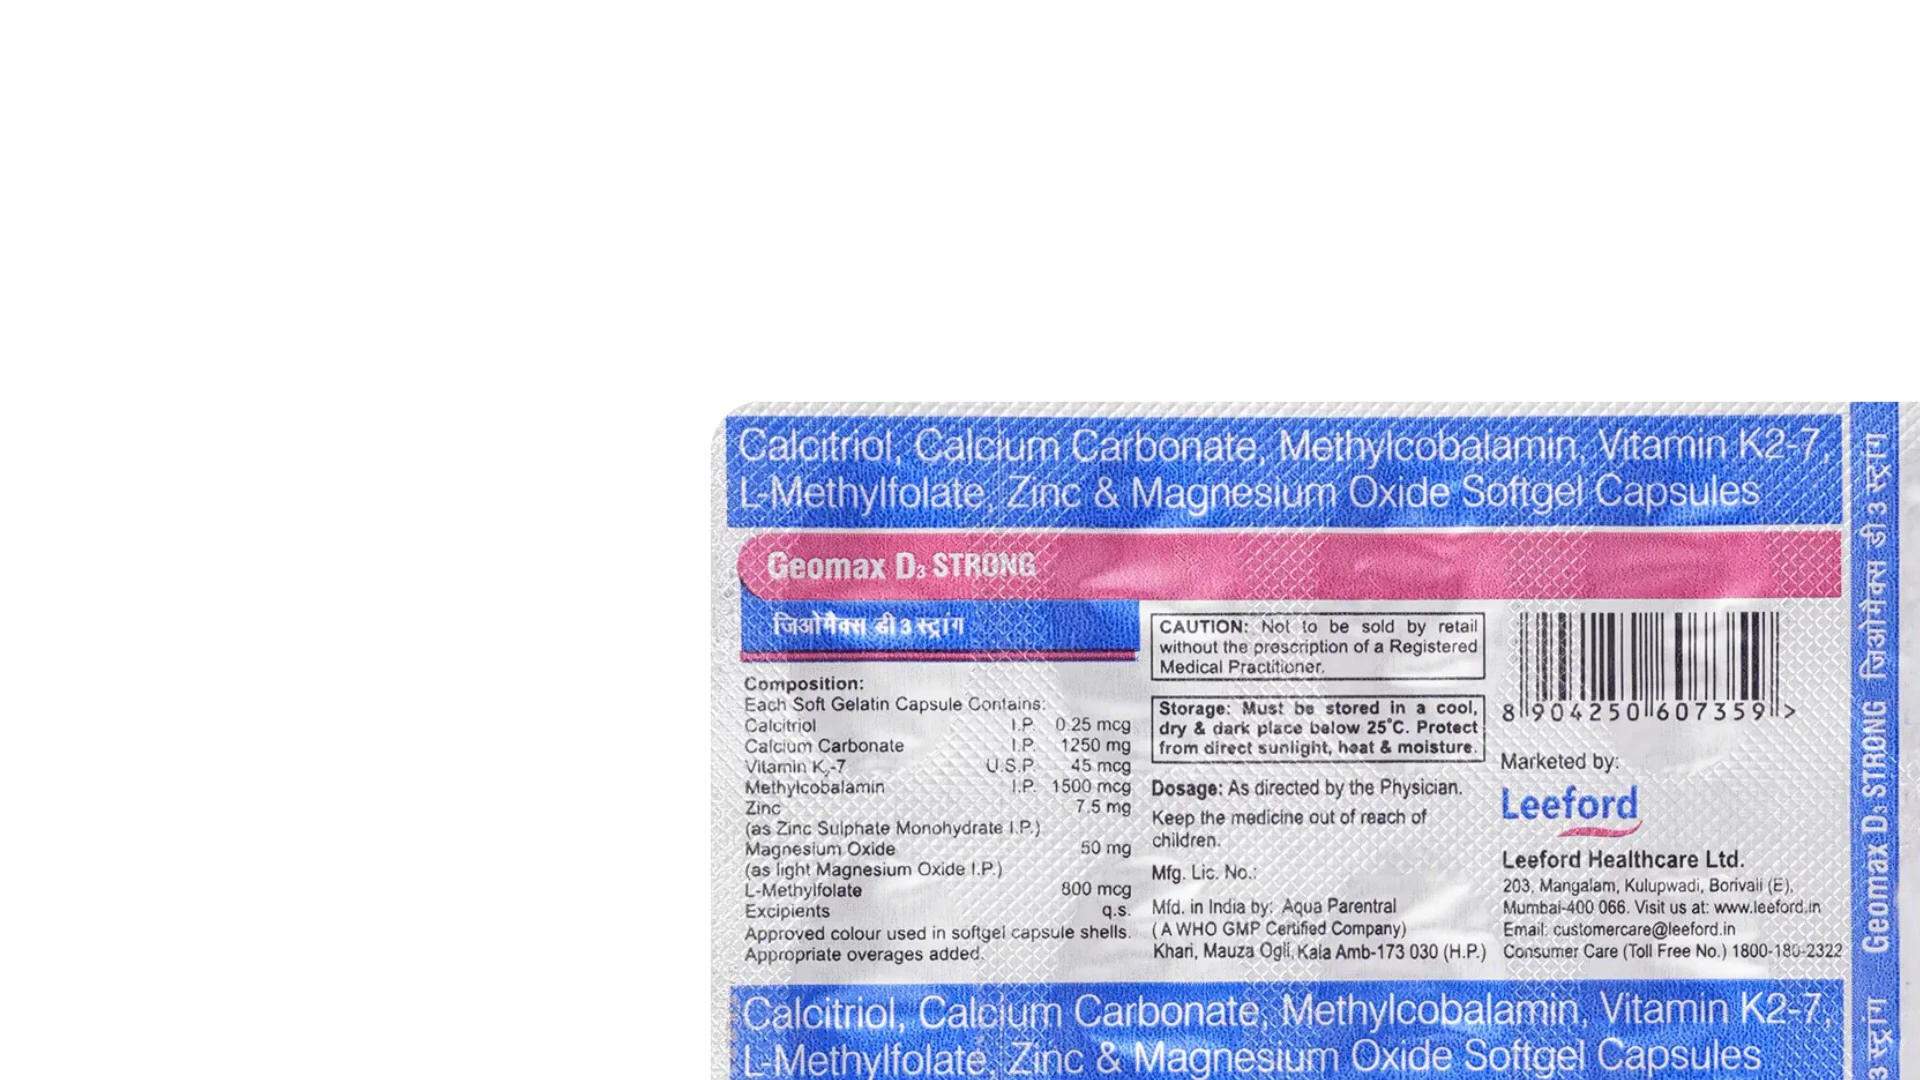 Calcitriol, Calcium Carbonate, Methylcobalamin, Vitamin K2-7,
L-Methylfolate, Zinc & Magnesium Oxide Softgel Capsules
Geomax D3 STRONG
जिओमैक्स डी 3 स्ट्रांग
Composition:
Each Soft Gelatin Capsule Contains:
Calcitriol I.P. 0.25 mcg
Calcium Carbonate I.P. 1250 mg
Vitamin K2-7 U.S.P. 45 mcg
Methylcobalamin I.P. 1500 mcg
Zinc 7.5 mg
(as Zinc Sulphate Monohydrate I.P.)
Magnesium Oxide 50 mg
(as light Magnesium Oxide I.P.)
L-Methylfolate 800 mcg
Excipients q.s.
Approved colour used in softgel capsule shells.
Appropriate overages added.
CAUTION: Not to be sold by retail
without the prescription of a Registered
Medical Practitioner.
Storage: Must be stored in a cool,
dry & dark place below 25°C. Protect
from direct sunlight, heat & moisture.
Dosage: As directed by the Physician.
Keep the medicine out of reach of
children.
Mfg. Lic. No.:
Mfd. in India by: Aqua Parentral
(A WHO GMP Certified Company)
Khari, Mauza Ogli, Kala Amb-173 030 (H.P.)
8 904250 607359 >
Marketed by:
Leeford
Leeford Healthcare Ltd.
203, Mangalam, Kulupwadi, Borivali (E),
Mumbai-400 066. Visit us at: www.leeford.in
Email: customercare@leeford.in
Consumer Care (Toll Free No.) 1800-180-2322
Calcitriol, Calcium Carbonate, Methylcobalamin, Vitamin K2-7,
L-Methylfolate, Zinc & Magnesium Oxide Softgel Capsules
Geomax D3 STRONG जिओमैक्स डी 3 स्ट्रांग
3 स्ट्रांग